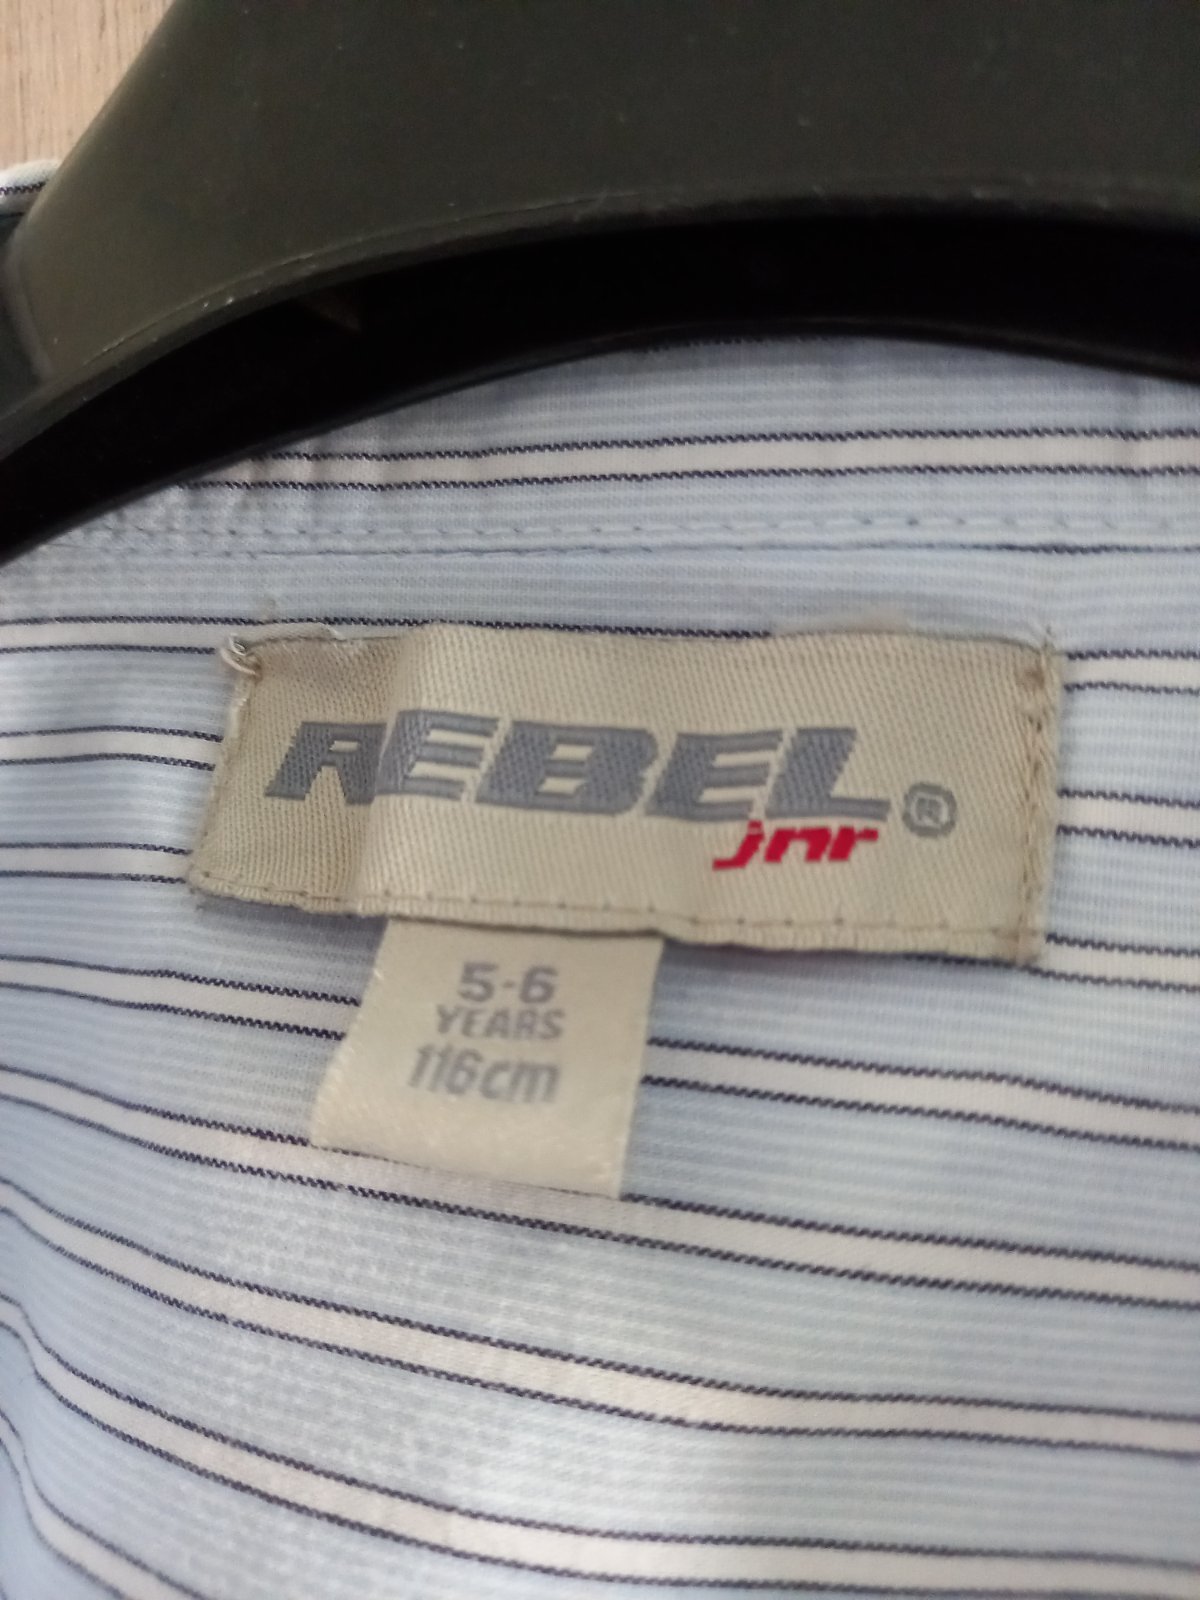 REBEL®
jnr
5-6
YEARS
116cm